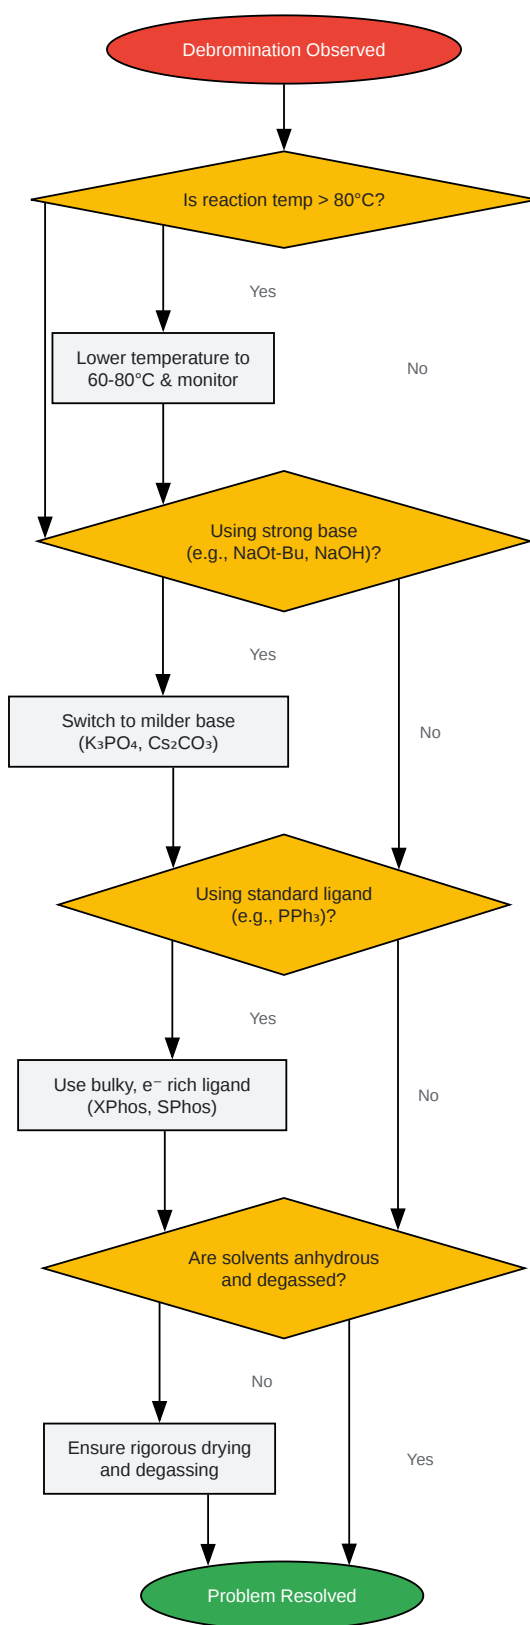 Debromination Observed
Is reaction temp > 80°C?
Yes
Lower temperature to
60-80°C & monitor
No
Using strong base
(e.g., NaOt-Bu, NaOH)?
Yes
Switch to milder base
(K₃PO₄, Cs₂CO₃)
No
Using standard ligand
(e.g., PPh₃)?
Yes
Use bulky, e⁻ rich ligand
(XPhos, SPhos)
No
Are solvents anhydrous
and degassed?
No
Ensure rigorous drying
and degassing
Yes
Problem Resolved